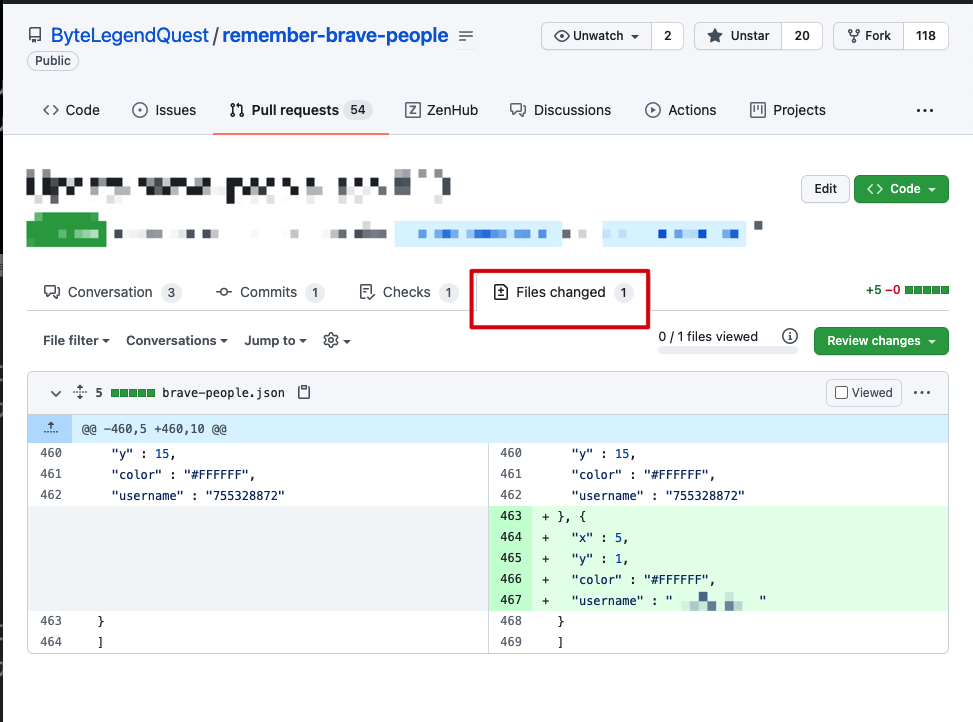 ByteLegendQuest / remember-brave-people
Unwatch 2 Unstar 20 Fork 118
Public
Code Issues Pull requests 54 ZenHub Discussions Actions Projects ...
Edit Code
Conversation 3 Commits 1 Checks 1 Files changed 1 +5 −0
File filter Conversations Jump to 0 / 1 files viewed Review changes
5 brave-people.json Viewed ...
@@ -460,5 +460,10 @@
460 "y" : 15, 460 "y" : 15,
461 "color" : "#FFFFFF", 461 "color" : "#FFFFFF",
462 "username" : "755328872" 462 "username" : "755328872"
463 + }, {
464 + "x" : 5,
465 + "y" : 1,
466 + "color" : "#FFFFFF",
467 + "username" : " "
463 } 468 }
464 ] 469 ]